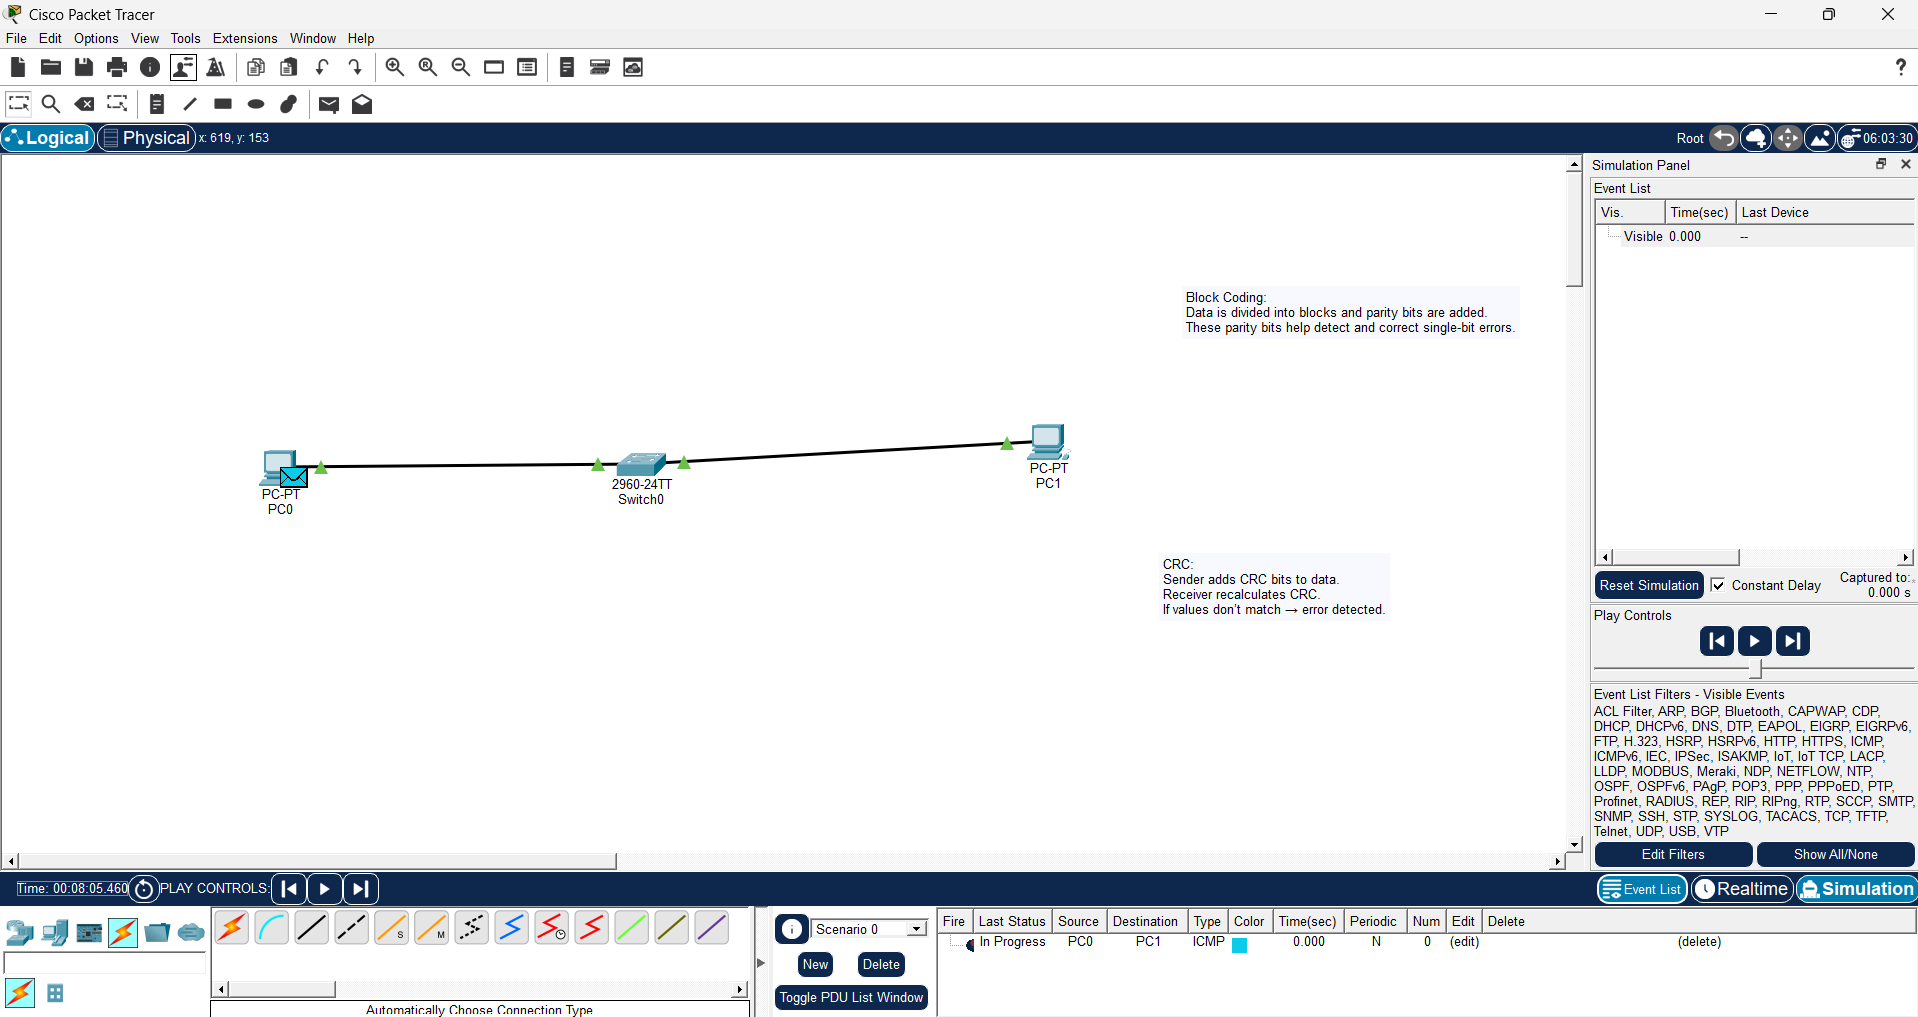 Cisco Packet Tracer
File Edit Options View Tools Extensions Window Help
?
Logical Physical x: 619, y: 153 Root 06:03:30
Simulation Panel
Event List
Vis. Time(sec) Last Device
Visible 0.000 --
Block Coding:
Data is divided into blocks and parity bits are added.
These parity bits help detect and correct single-bit errors.
PC-PT
PC0
2960-24TT
Switch0
PC-PT
PC1
CRC:
Sender adds CRC bits to data.
Receiver recalculates CRC.
If values don't match → error detected.
Reset Simulation Constant Delay Captured to:
0.000 s
Play Controls
Event List Filters - Visible Events
ACL Filter, ARP, BGP, Bluetooth, CAPWAP, CDP,
DHCP, DHCPv6, DNS, DTP, EAPOL, EIGRP, EIGRPv6,
FTP, H.323, HSRP, HSRPv6, HTTP, HTTPS, ICMP,
ICMPv6, IEC, IPSec, ISAKMP, IoT, IoT TCP, LACP,
LLDP, MODBUS, Meraki, NDP, NETFLOW, NTP,
OSPF, OSPFv6, PAgP, POP3, PPP, PPPoED, PTP,
Profinet, RADIUS, REP, RIP, RIPng, RTP, SCCP, SMTP,
SNMP, SSH, STP, SYSLOG, TACACS, TCP, TFTP,
Telnet, UDP, USB, VTP
Edit Filters Show All/None
Time: 00:08:05.460 PLAY CONTROLS: Event List Realtime Simulation
S M
Automatically Choose Connection Type
Scenario 0
New Delete
Toggle PDU List Window
Fire Last Status Source Destination Type Color Time(sec) Periodic Num Edit Delete
In Progress PC0 PC1 ICMP 0.000 N 0 (edit) (delete)